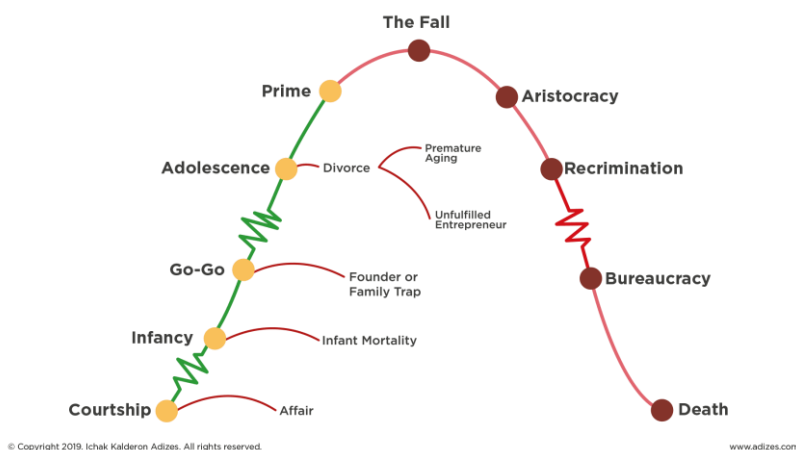 The Fall
Prime
Aristocracy
Adolescence
Divorce
Premature
Aging
Recrimination
Unfulfilled
Entrepreneur
Go-Go
Founder or
Family Trap
Bureaucracy
Infancy
Infant Mortality
Courtship
Affair
Death
© Copyright 2019. Ichak Kalderon Adizes. All rights reserved.
www.adizes.com